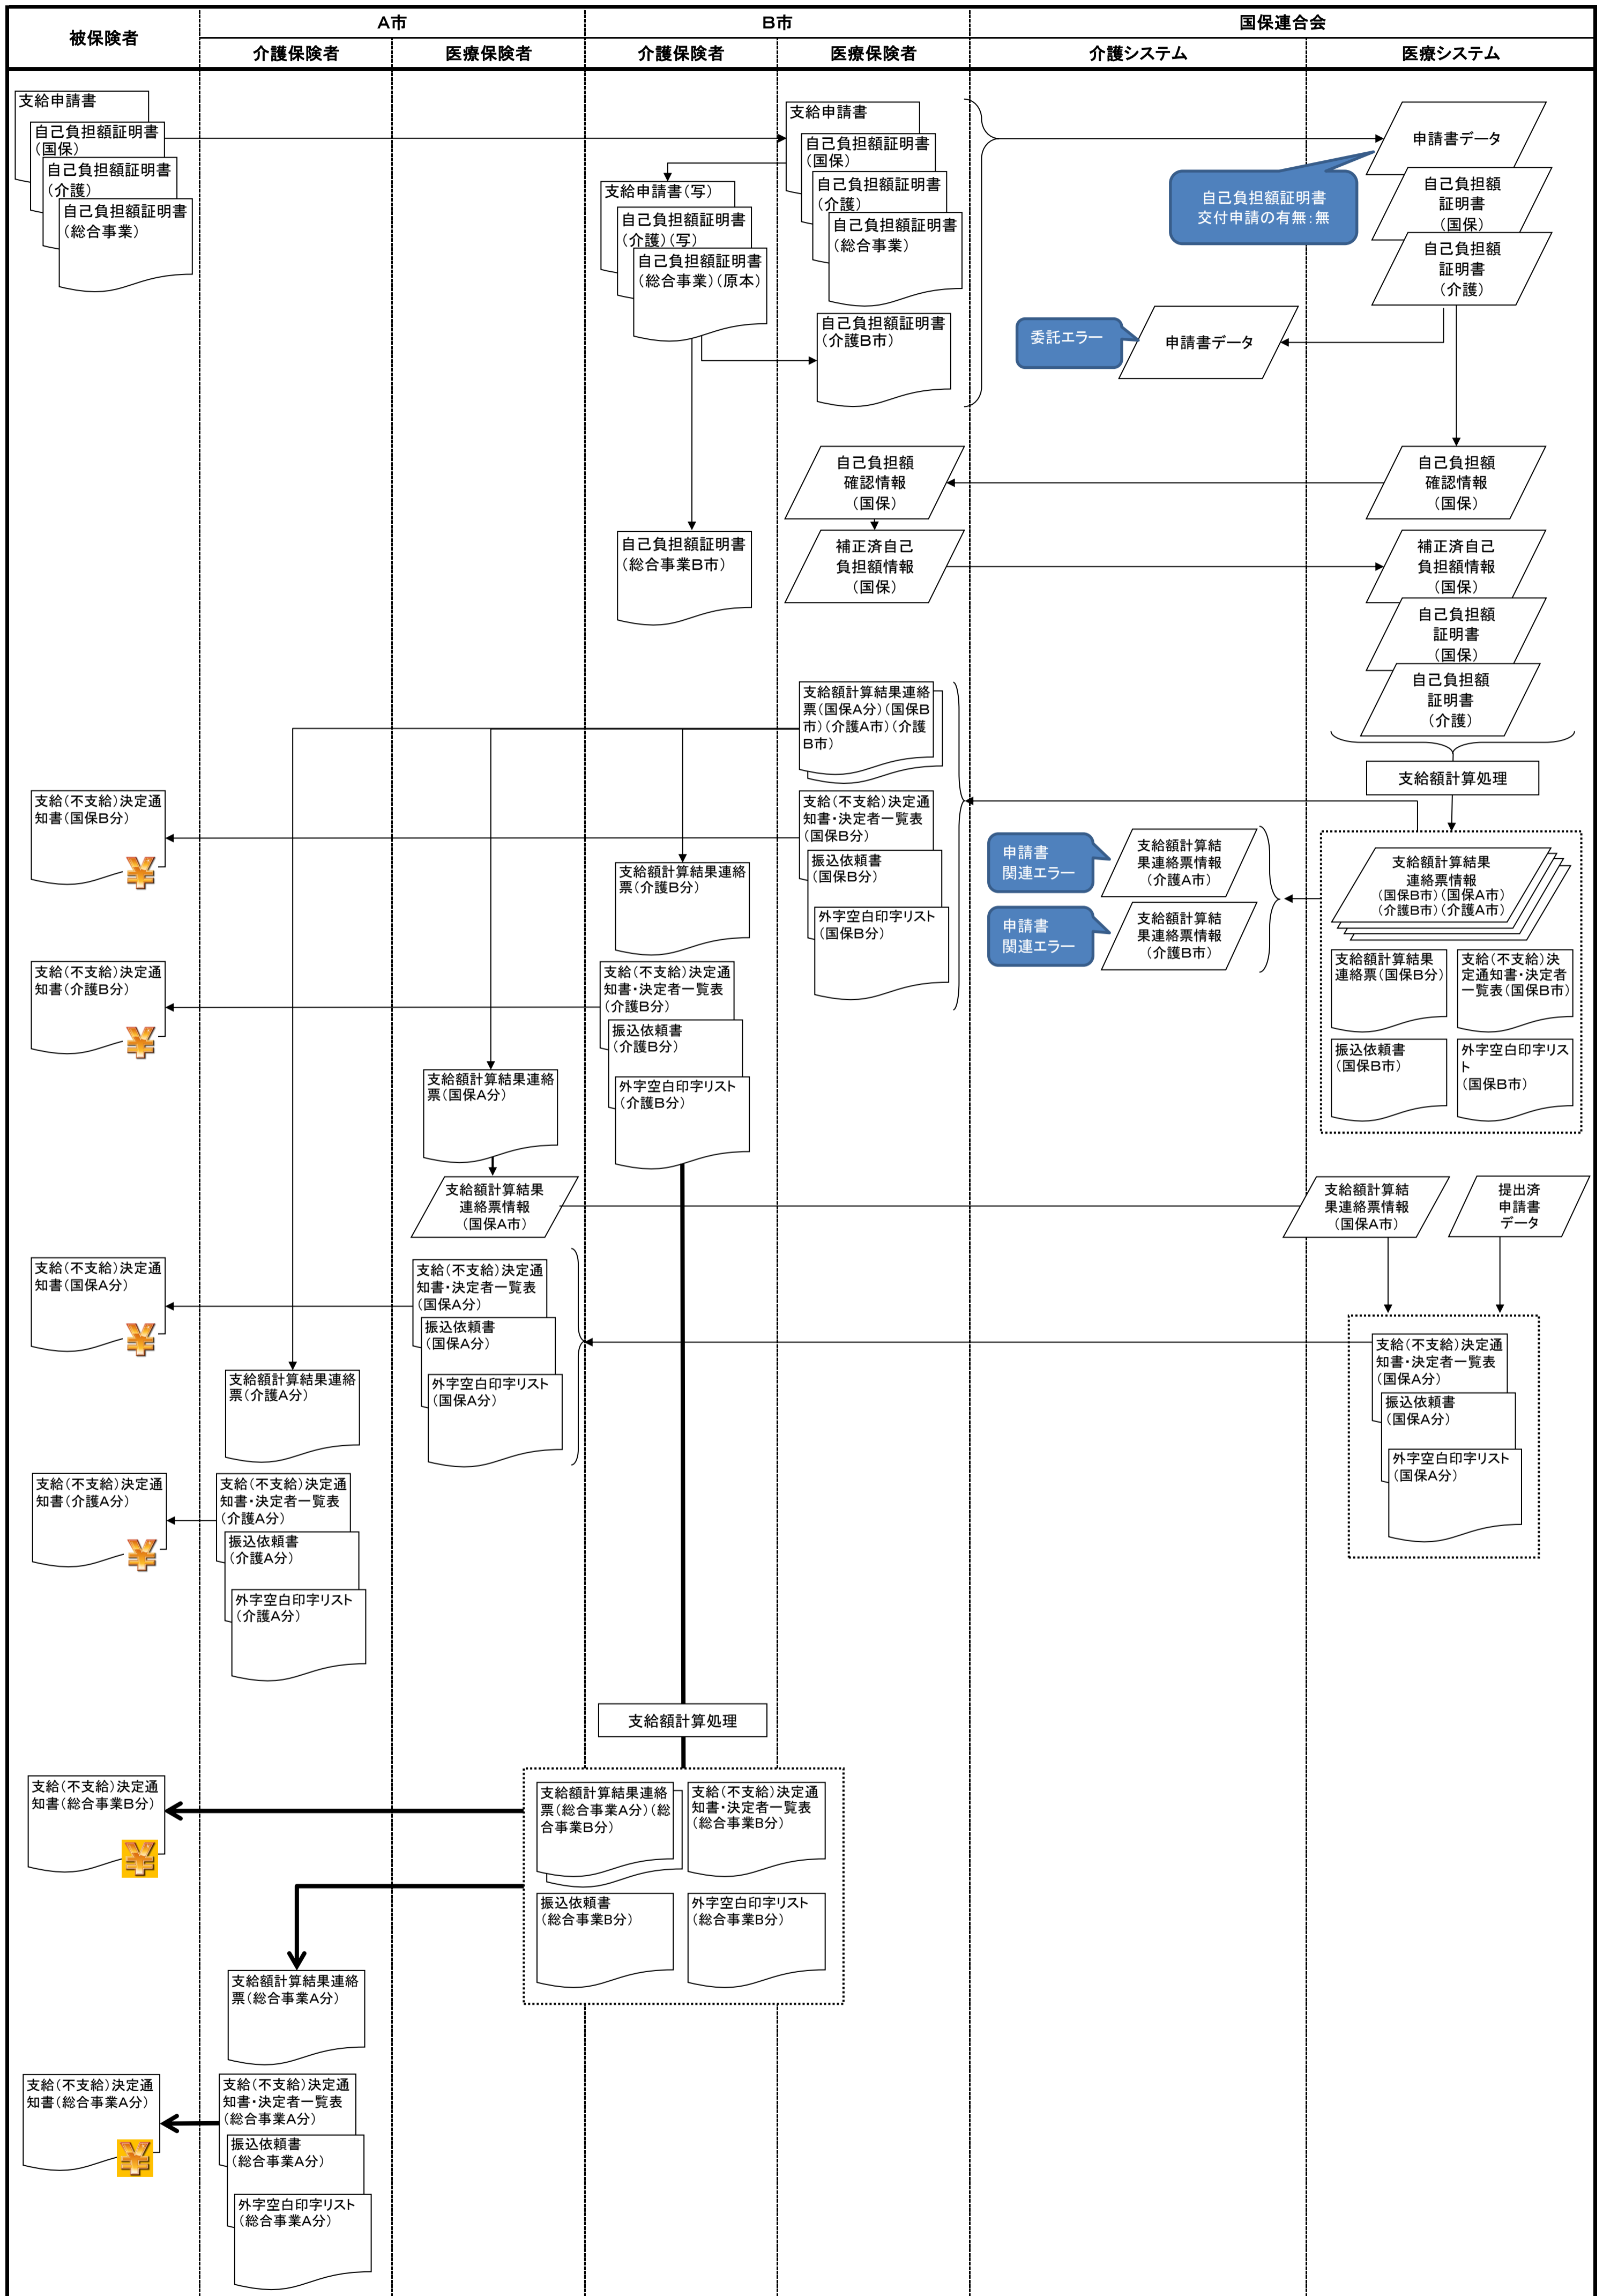 被保険者
A市
B市
国保連合会
介護保険者
医療保険者
介護保険者
医療保険者
介護システム
医療システム
支給申請書
自己負担額証明書
(国保)
自己負担額証明書
(介護)
自己負担額証明書
(総合事業)
支給申請書
自己負担額証明書
(国保)
自己負担額証明書
(介護)
自己負担額証明書
(総合事業)
支給申請書(写)
自己負担額証明書
(介護)(写)
自己負担額証明書
(総合事業)(原本)
自己負担額証明書
(介護B市)
申請書データ
自己負担額証明書
交付申請の有無:無
自己負担額
証明書
(国保)
自己負担額
証明書
(介護)
委託エラー
申請書データ
自己負担額
確認情報
(国保)
自己負担額
確認情報
(国保)
自己負担額証明書
(総合事業B市)
補正済自己
負担額情報
(国保)
補正済自己
負担額情報
(国保)
自己負担額
証明書
(国保)
自己負担額
証明書
(介護)
支給額計算処理
支給額計算結果連絡
票(国保A分)(国保B
市)(介護A市)(介護
B市)
支給(不支給)決定通
知書(国保B分)
支給(不支給)決定通
知書・決定者一覧表
(国保B分)
振込依頼書
(国保B分)
外字空白印字リスト
(国保B分)
支給額計算結果連絡
票(介護B分)
申請書
関連エラー
支給額計算結
果連絡票情報
(介護A市)
申請書
関連エラー
支給額計算結
果連絡票情報
(介護B市)
支給額計算結果
連絡票情報
(国保B市)(国保A市)
(介護B市)(介護A市)
支給額計算結果
連絡票(国保B分)
支給(不支給)決
定通知書・決定者
一覧表(国保B市)
振込依頼書
(国保B市)
外字空白印字リス
ト
(国保B市)
支給(不支給)決定通
知書(介護B分)
支給(不支給)決定通
知書・決定者一覧表
(介護B分)
振込依頼書
(介護B分)
外字空白印字リスト
(介護B分)
支給額計算結果連絡
票(国保A分)
支給額計算結果
連絡票情報
(国保A市)
支給額計算結
果連絡票情報
(国保A市)
提出済
申請書
データ
支給(不支給)決定通
知書(国保A分)
支給(不支給)決定通
知書・決定者一覧表
(国保A分)
振込依頼書
(国保A分)
外字空白印字リスト
(国保A分)
支給(不支給)決定通
知書・決定者一覧表
(国保A分)
振込依頼書
(国保A分)
外字空白印字リスト
(国保A分)
支給額計算結果連絡
票(介護A分)
支給(不支給)決定通
知書(介護A分)
支給(不支給)決定通
知書・決定者一覧表
(介護A分)
振込依頼書
(介護A分)
外字空白印字リスト
(介護A分)
支給額計算処理
支給(不支給)決定通
知書(総合事業B分)
支給額計算結果連絡
票(総合事業A分)(総
合事業B分)
支給(不支給)決定通
知書・決定者一覧表
(総合事業B分)
振込依頼書
(総合事業B分)
外字空白印字リスト
(総合事業B分)
支給額計算結果連絡
票(総合事業A分)
支給(不支給)決定通
知書(総合事業A分)
支給(不支給)決定通
知書・決定者一覧表
(総合事業A分)
振込依頼書
(総合事業A分)
外字空白印字リスト
(総合事業A分)